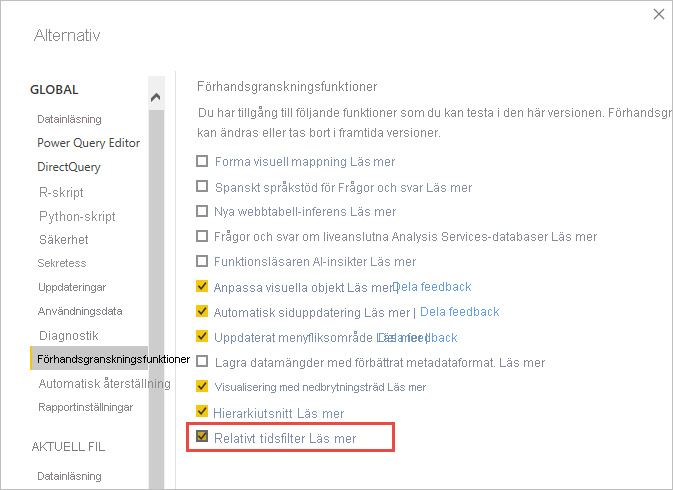 Alternativ
GLOBAL
Datainläsning
Power Query Editor
DirectQuery
R-skript
Python-skript
Säkerhet
Sekretess
Uppdateringar
Användningsdata
Diagnostik
Förhandsgranskningsfunktioner
Automatisk återställning
Rapportinställningar
AKTUELL FIL
Datainläsning
Förhandsgranskningsfunktioner
Du har tillgång till följande funktioner som du kan testa i den här versionen. Förhandsgr
kan ändras eller tas bort i framtida versioner.
Forma visuell mappning Läs mer
Spanskt språkstöd för Frågor och svar Läs mer
Nya webbtabell-inferens Läs mer
Frågor och svar om liveanslutna Analysis Services-databaser Läs mer
Funktionsläsaren AI-insikter Läs mer
Anpassa visuella objekt Läs mer Dela feedback
Automatisk siduppdatering Läs mer | Dela feedback
Uppdaterat menyfliksområde Läs mer | Dela feedback
Lagra datamängder med förbättrat metadataformat. Läs mer
Visualisering med nedbrytningsträd Läs mer
Hierarkiutsnitt Läs mer
Relativt tidsfilter Läs mer